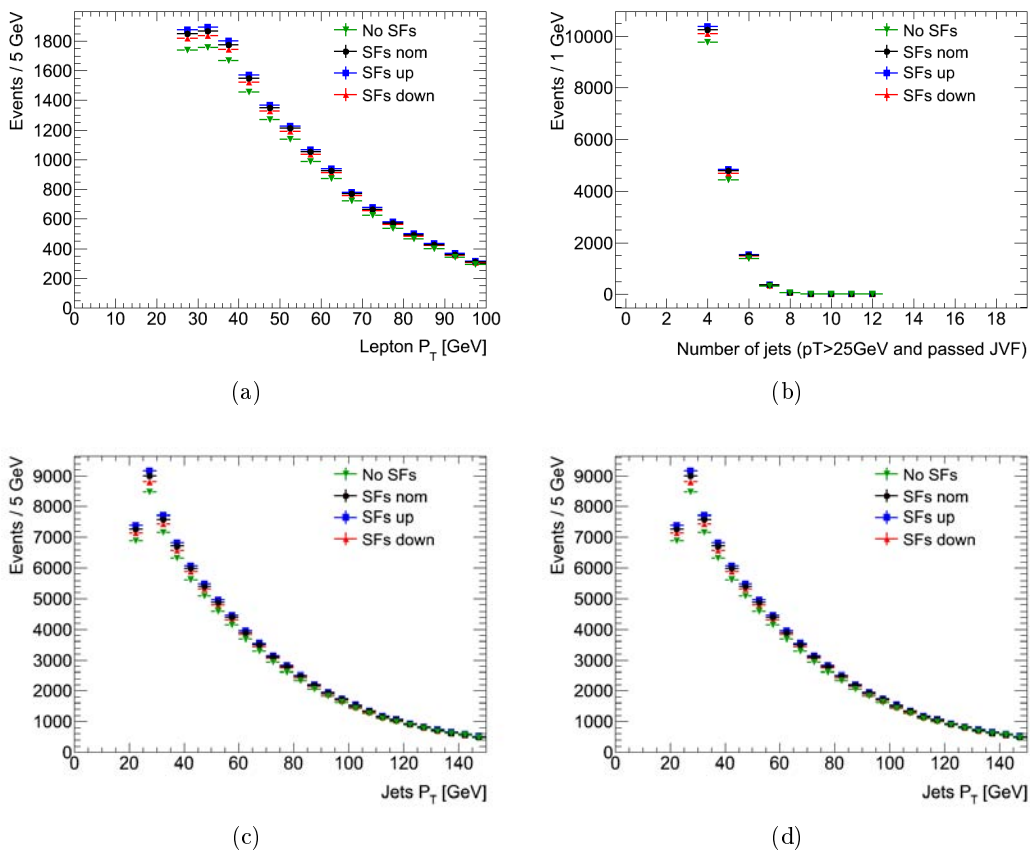 Events / 5 GeV
1800
1600
1400
1200
1000
800
600
400
200
0
0 10 20 30 40 50 60 70 80 90 100
Lepton P_T [GeV]
No SFs
SFs nom
SFs up
SFs down
(a)
Events / 1 GeV
10000
8000
6000
4000
2000
0
0 2 4 6 8 10 12 14 16 18
Number of jets (pT>25GeV and passed JVF)
No SFs
SFs nom
SFs up
SFs down
(b)
Events / 5 GeV
9000
8000
7000
6000
5000
4000
3000
2000
1000
0
0 20 40 60 80 100 120 140
Jets P_T [GeV]
No SFs
SFs nom
SFs up
SFs down
(c)
Events / 5 GeV
9000
8000
7000
6000
5000
4000
3000
2000
1000
0
0 20 40 60 80 100 120 140
Jets P_T [GeV]
No SFs
SFs nom
SFs up
SFs down
(d)